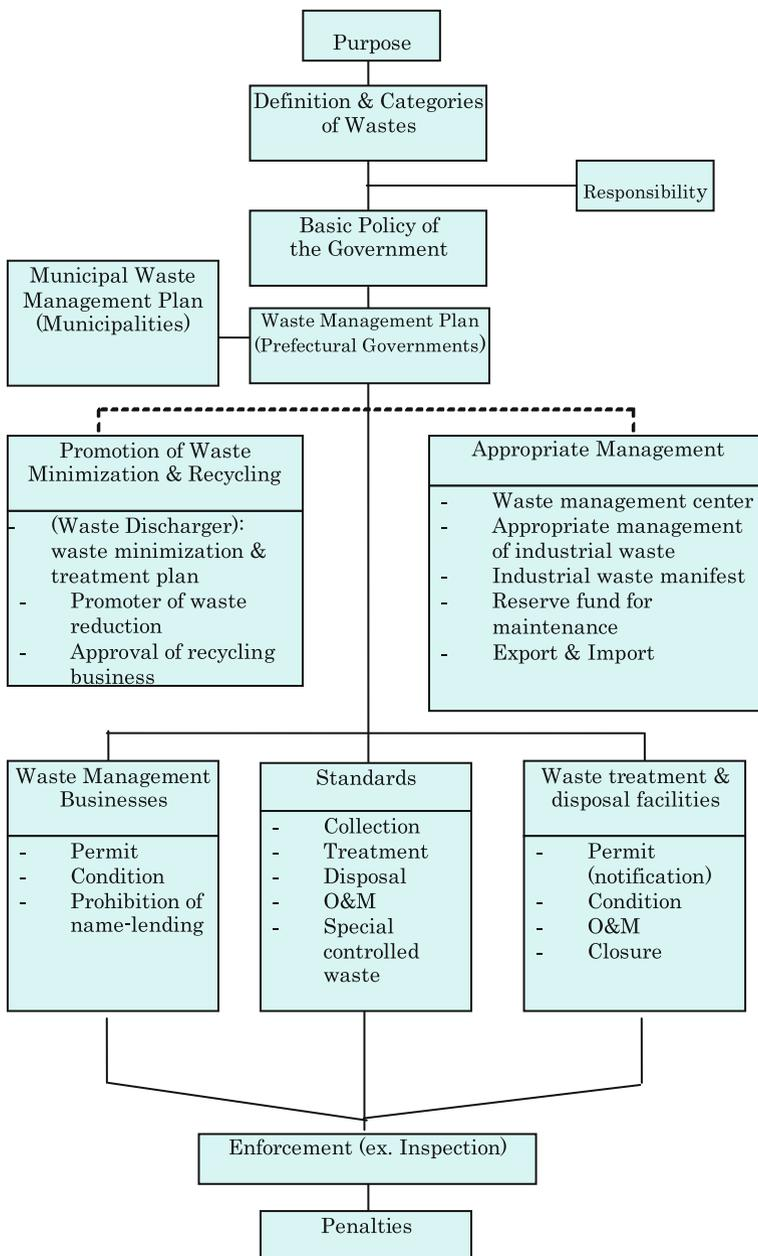 Purpose
Definition & Categories
of Wastes
Responsibility
Basic Policy of
the Government
Municipal Waste
Management Plan
(Municipalities)
Waste Management Plan
(Prefectural Governments)
Promotion of Waste
Minimization & Recycling
- (Waste Discharger):
waste minimization &
treatment plan
- Promoter of waste
reduction
- Approval of recycling
business
Appropriate Management
- Waste management center
- Appropriate management
of industrial waste
- Industrial waste manifest
- Reserve fund for
maintenance
- Export & Import
Waste Management
Businesses
- Permit
- Condition
- Prohibition of
name-lending
Standards
- Collection
- Treatment
- Disposal
- O&M
- Special
controlled
waste
Waste treatment &
disposal facilities
- Permit
(notification)
- Condition
- O&M
- Closure
Enforcement (ex. Inspection)
Penalties